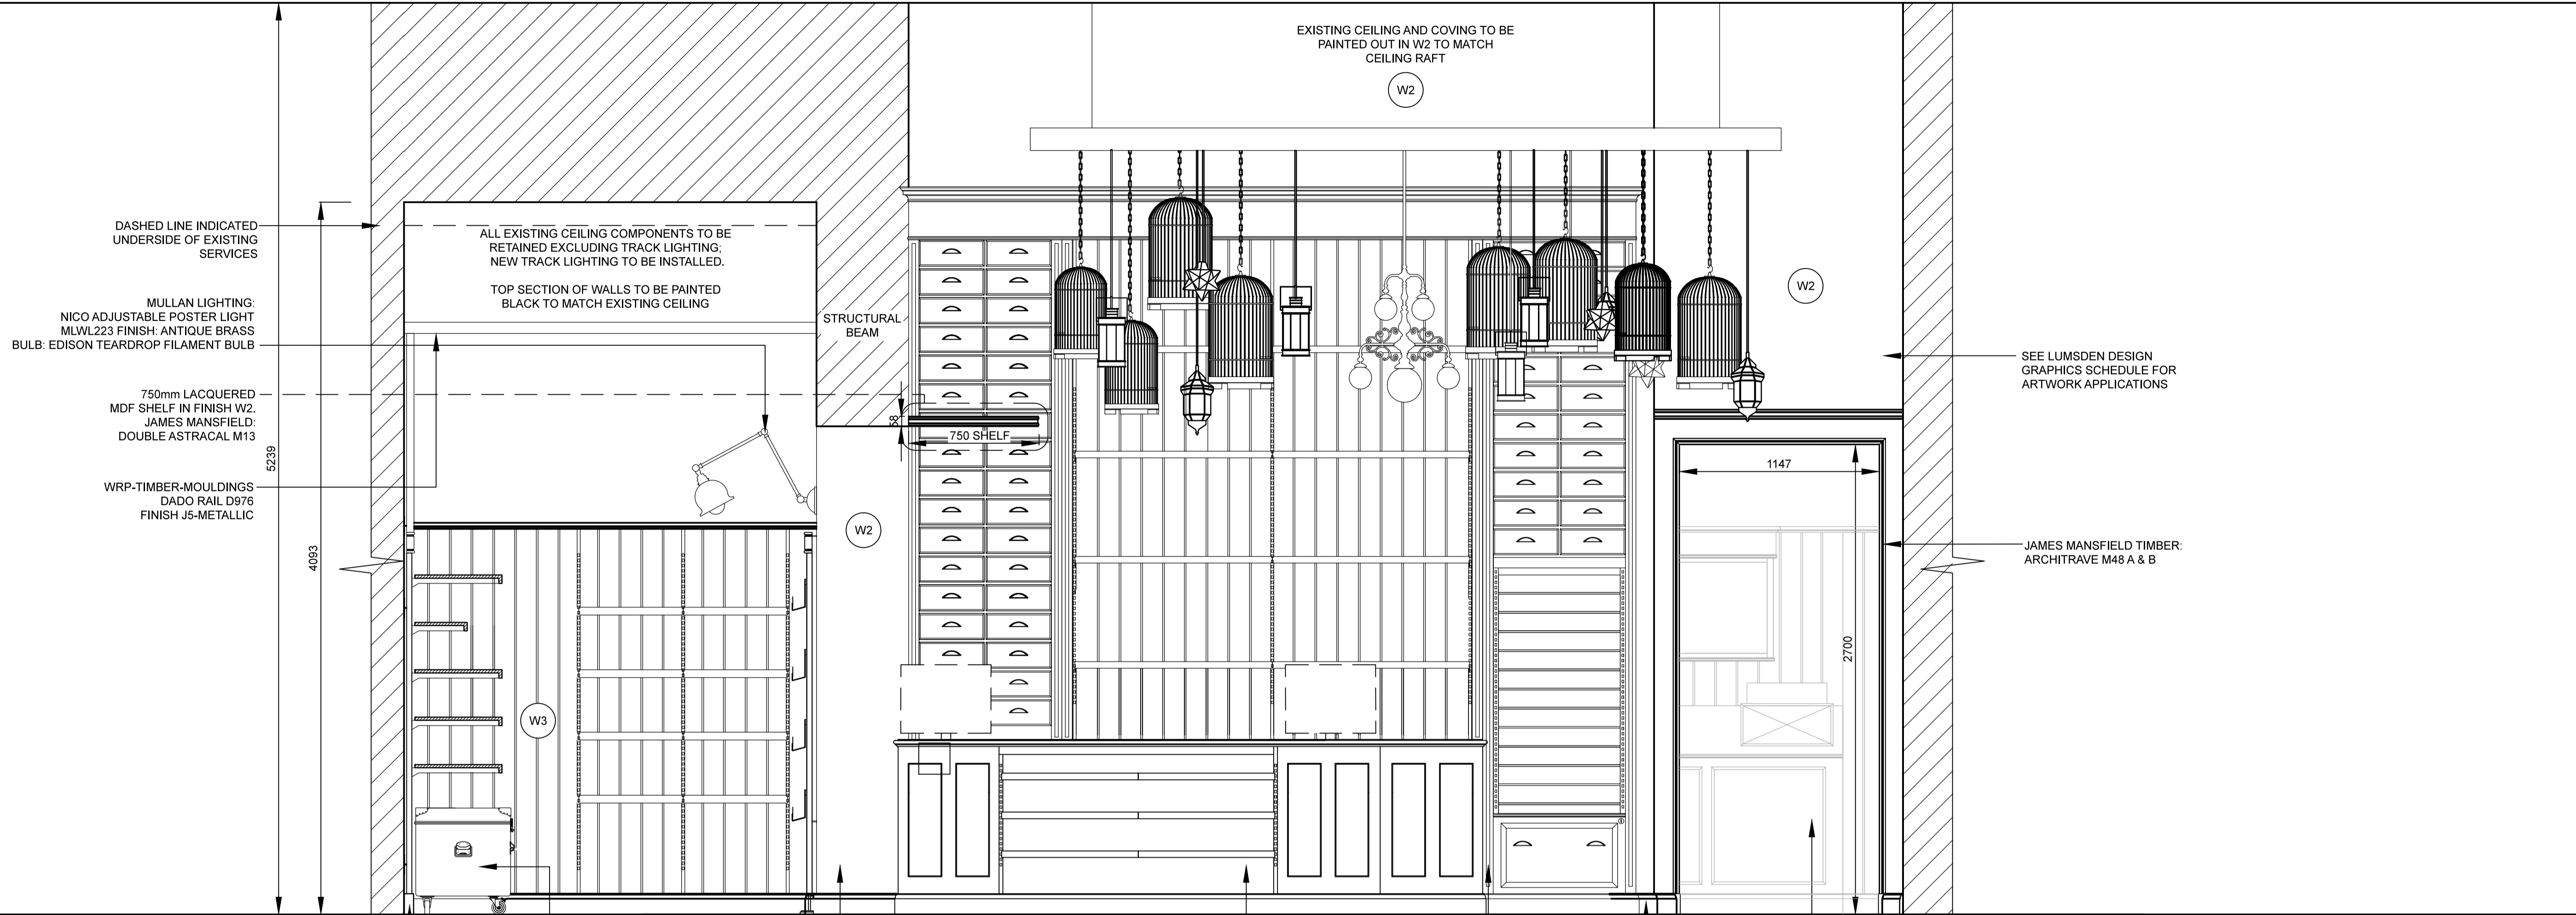 EXISTING CEILING AND COVING TO BE
PAINTED OUT IN W2 TO MATCH
CEILING RAFT
W2
DASHED LINE INDICATED
UNDERSIDE OF EXISTING
SERVICES
ALL EXISTING CEILING COMPONENTS TO BE
RETAINED EXCLUDING TRACK LIGHTING;
NEW TRACK LIGHTING TO BE INSTALLED.
TOP SECTION OF WALLS TO BE PAINTED
BLACK TO MATCH EXISTING CEILING
MULLAN LIGHTING:
NICO ADJUSTABLE POSTER LIGHT
MLWL223 FINISH: ANTIQUE BRASS
BULB: EDISON TEARDROP FILAMENT BULB
STRUCTURAL
BEAM
W2
SEE LUMSDEN DESIGN
GRAPHICS SCHEDULE FOR
ARTWORK APPLICATIONS
750mm LACQUERED
MDF SHELF IN FINISH W2.
JAMES MANSFIELD:
DOUBLE ASTRACAL M13
58
750 SHELF
5239
1147
WRP-TIMBER-MOULDINGS
DADO RAIL D976
FINISH J5-METALLIC
W2
4093
JAMES MANSFIELD TIMBER:
ARCHITRAVE M48 A & B
2700
W3